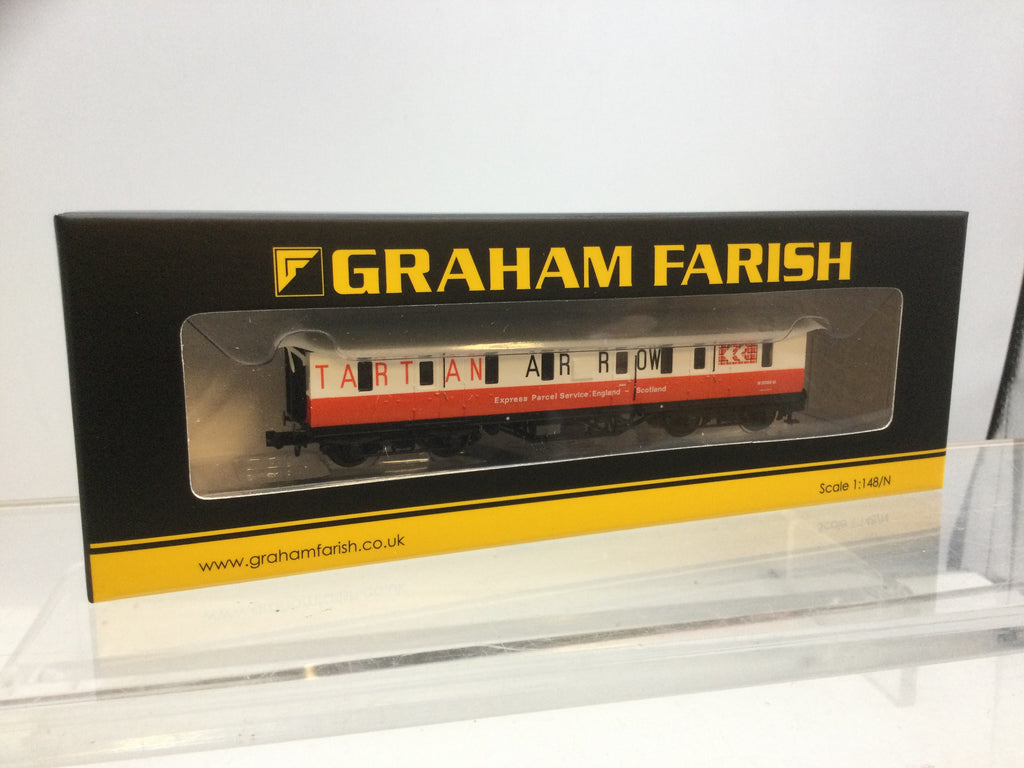 GRAHAM FARISH
TARTAN ARROW
Express Parcel Service England - Scotland
Scale 1:148/N
www.grahamfarish.co.uk